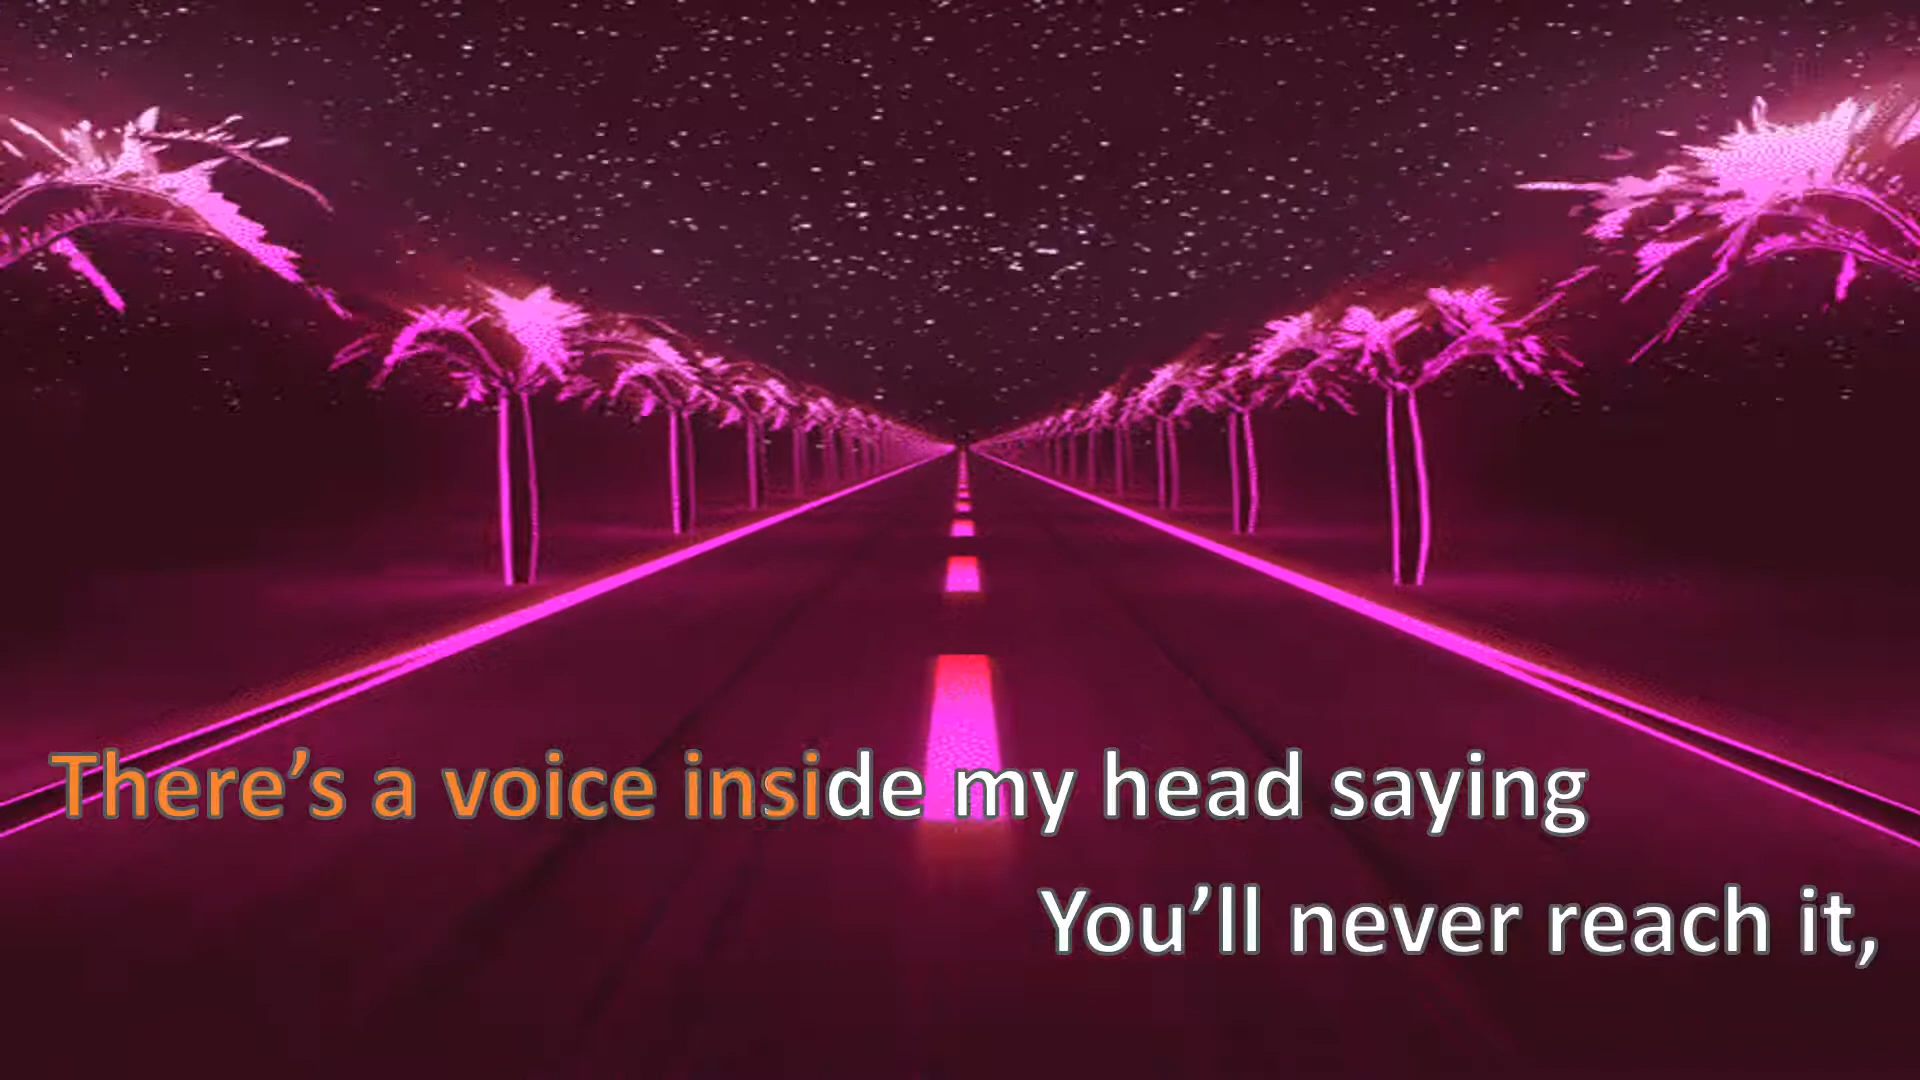 There’s a voice inside my head saying
You’ll never reach it,